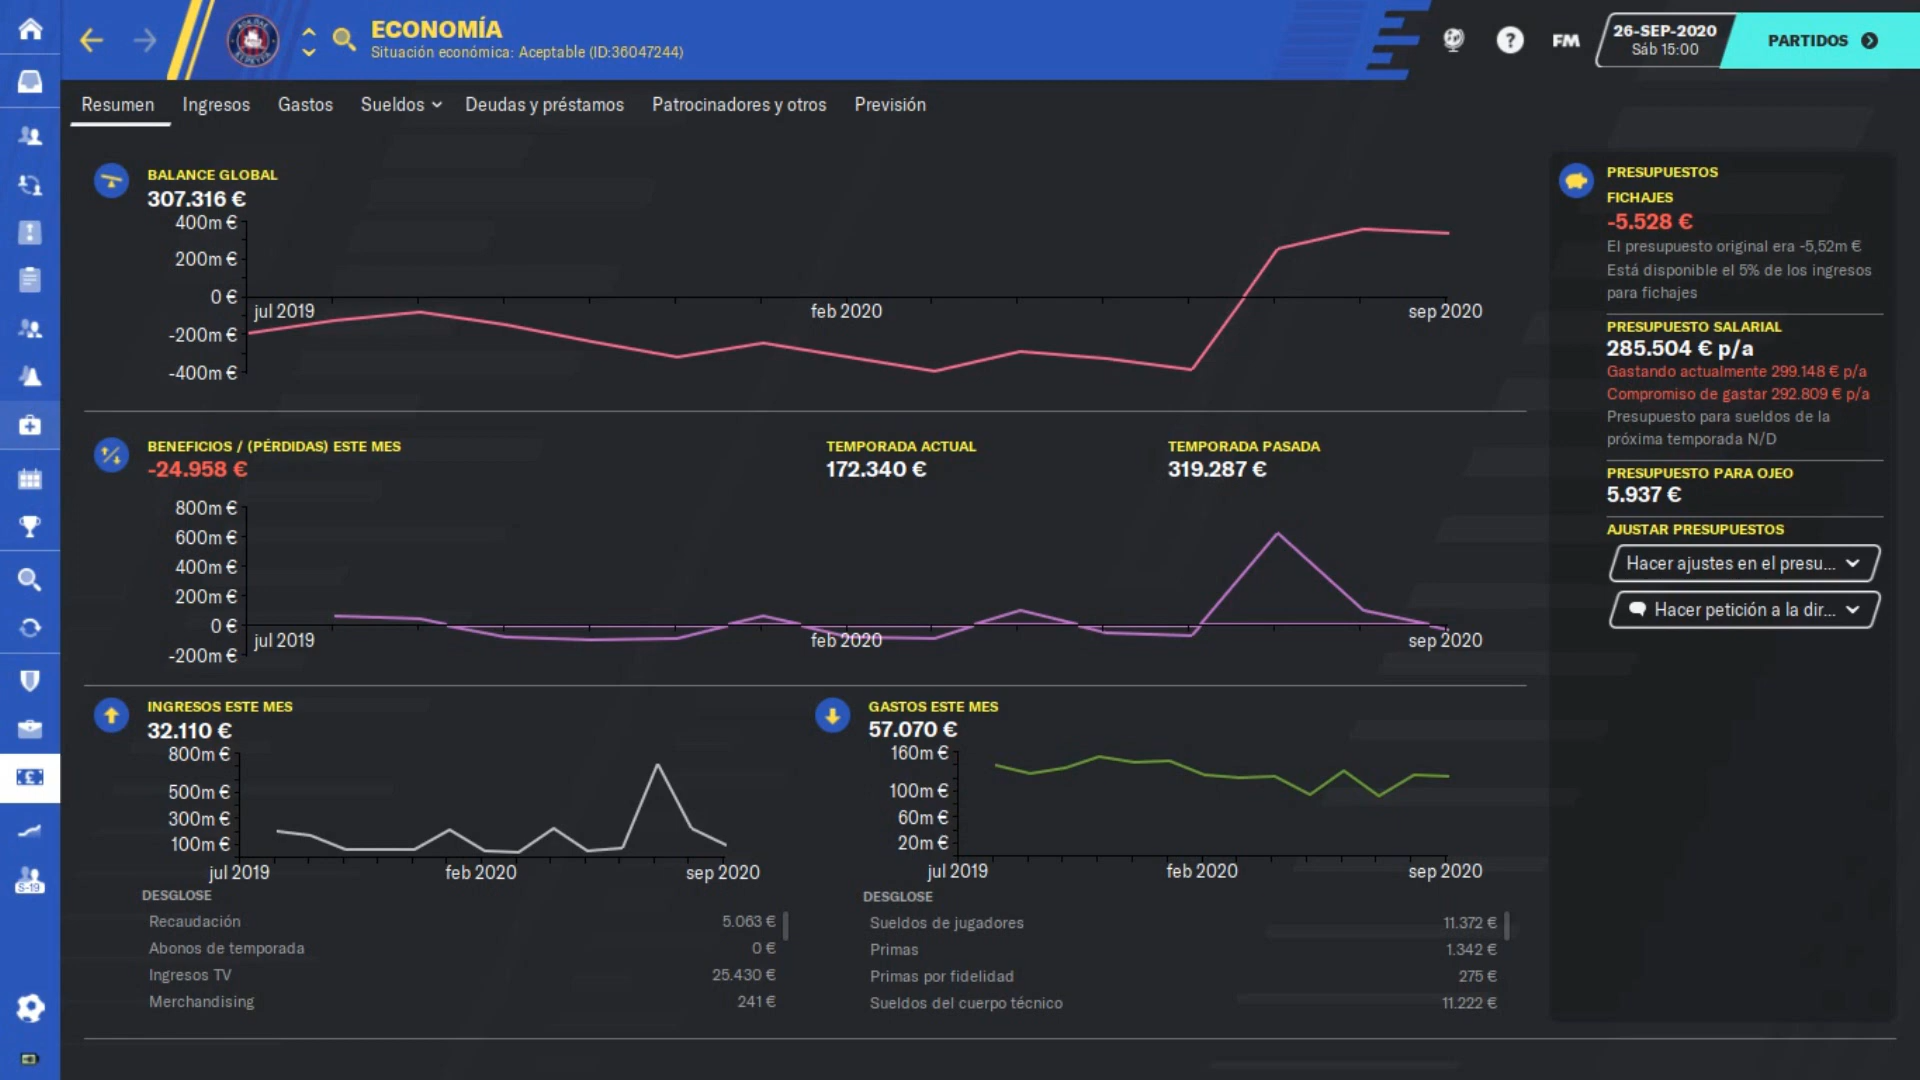 ECONOMÍA
Situación económica: Aceptable (ID:36047244)
FM
26-SEP-2020
Sáb 15:00
PARTIDOS
Resumen
Ingresos
Gastos
Sueldos
Deudas y préstamos
Patrocinadores y otros
Previsión
BALANCE GLOBAL
307.316 €
400m €
200m €
0 €
-200m €
-400m €
jul 2019
feb 2020
sep 2020
BENEFICIOS / (PÉRDIDAS) ESTE MES
-24.958 €
TEMPORADA ACTUAL
172.340 €
TEMPORADA PASADA
319.287 €
800m €
600m €
400m €
200m €
0 €
-200m €
jul 2019
feb 2020
sep 2020
INGRESOS ESTE MES
32.110 €
800m €
500m €
300m €
100m €
jul 2019
feb 2020
sep 2020
DESGLOSE
Recaudación 5.063 €
Abonos de temporada 0 €
Ingresos TV 25.430 €
Merchandising 241 €
GASTOS ESTE MES
57.070 €
160m €
100m €
60m €
20m €
jul 2019
feb 2020
sep 2020
DESGLOSE
Sueldos de jugadores 11.372 €
Primas 1.342 €
Primas por fidelidad 275 €
Sueldos del cuerpo técnico 11.222 €
PRESUPUESTOS
FICHAJES
-5.528 €
El presupuesto original era -5,52m €
Está disponible el 5% de los ingresos
para fichajes
PRESUPUESTO SALARIAL
285.504 € p/a
Gastando actualmente 299.148 € p/a
Compromiso de gastar 292.809 € p/a
Presupuesto para sueldos de la
próxima temporada N/D
PRESUPUESTO PARA OJEO
5.937 €
AJUSTAR PRESUPUESTOS
Hacer ajustes en el presu...
Hacer petición a la dir...
S-19